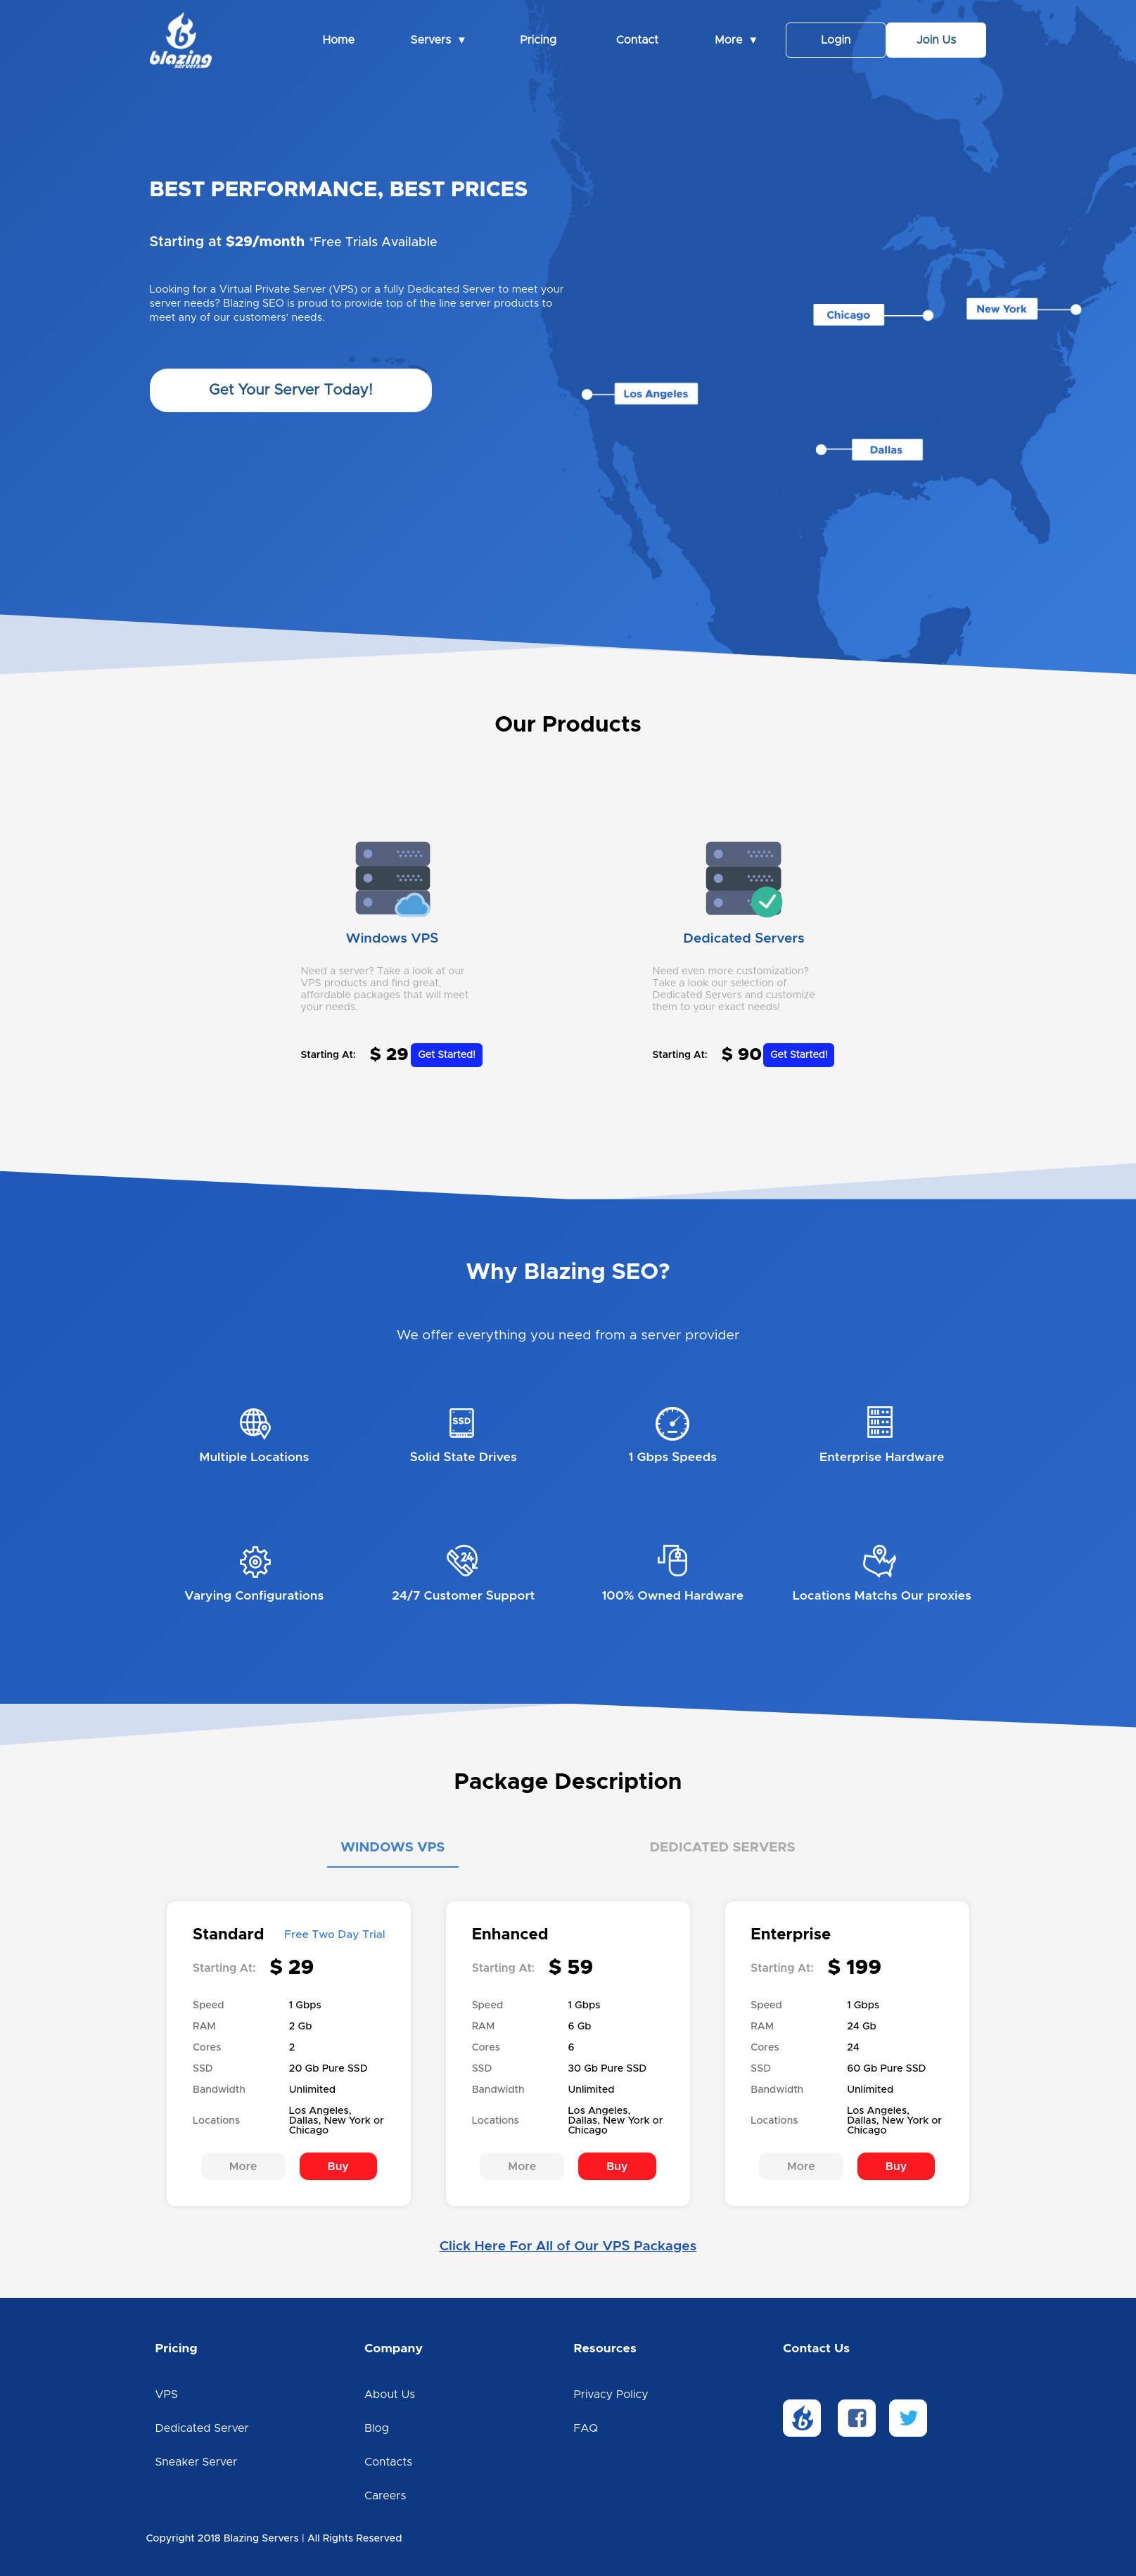 blazing
servers
Home
Servers ▼
Pricing
Contact
More ▼
Login
Join Us
BEST PERFORMANCE, BEST PRICES
Starting at $29/month *Free Trials Available
Looking for a Virtual Private Server (VPS) or a fully Dedicated Server to meet your
server needs? Blazing SEO is proud to provide top of the line server products to
meet any of our customers' needs.
Get Your Server Today!
Chicago
New York
Los Angeles
Dallas
Our Products
Windows VPS
Need a server? Take a look at our
VPS products and find great,
affordable packages that will meet
your needs.
Starting At: $ 29 Get Started!
Dedicated Servers
Need even more customization?
Take a look our selection of
Dedicated Servers and customize
them to your exact needs!
Starting At: $ 90 Get Started!
Why Blazing SEO?
We offer everything you need from a server provider
Multiple Locations
SSD
Solid State Drives
1 Gbps Speeds
Enterprise Hardware
Varying Configurations
24
24/7 Customer Support
100% Owned Hardware
Locations Matchs Our proxies
Package Description
WINDOWS VPS
DEDICATED SERVERS
Standard Free Two Day Trial
Starting At: $ 29
Speed 1 Gbps
RAM 2 Gb
Cores 2
SSD 20 Gb Pure SSD
Bandwidth Unlimited
Locations Los Angeles,
Dallas, New York or
Chicago
More Buy
Enhanced
Starting At: $ 59
Speed 1 Gbps
RAM 6 Gb
Cores 6
SSD 30 Gb Pure SSD
Bandwidth Unlimited
Locations Los Angeles,
Dallas, New York or
Chicago
More Buy
Enterprise
Starting At: $ 199
Speed 1 Gbps
RAM 24 Gb
Cores 24
SSD 60 Gb Pure SSD
Bandwidth Unlimited
Locations Los Angeles,
Dallas, New York or
Chicago
More Buy
Click Here For All of Our VPS Packages
Pricing
VPS
Dedicated Server
Sneaker Server
Company
About Us
Blog
Contacts
Careers
Resources
Privacy Policy
FAQ
Contact Us
Copyright 2018 Blazing Servers | All Rights Reserved